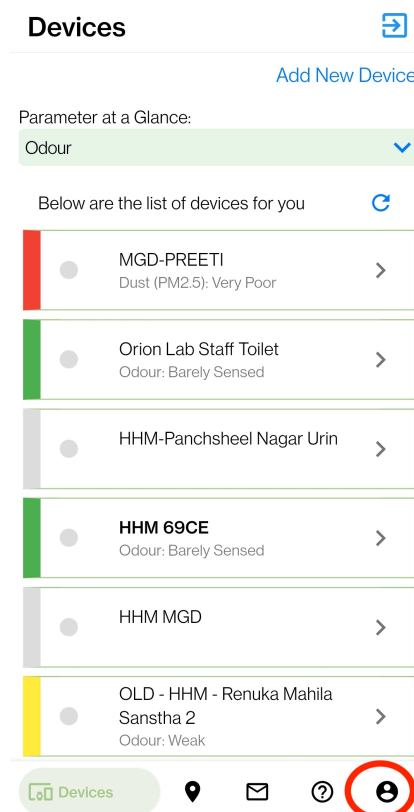 Devices
Add New Device
Parameter at a Glance:
Odour
Below are the list of devices for you
MGD-PREETI
Dust (PM2.5): Very Poor
Orion Lab Staff Toilet
Odour: Barely Sensed
HHM-Panchsheel Nagar Urin
HHM 69CE
Odour: Barely Sensed
HHM MGD
OLD - HHM - Renuka Mahila
Sanstha 2
Odour: Weak
Devices